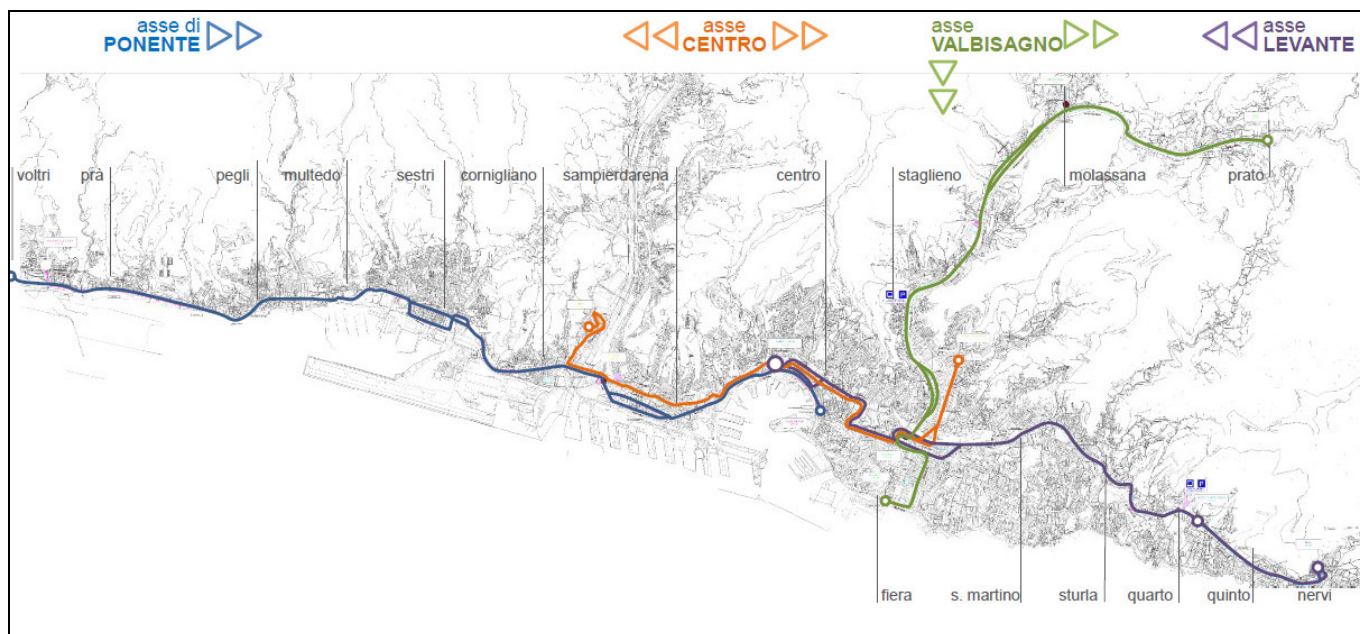 asse di
PONENTE
asse
CENTRO
asse
VALBISAGNO
asse
LEVANTE
voltri
prà
pegli
multedo
sestri
cornigliano
sampierdarena
centro
staglieno
molassana
prato
P
P
fiera
s. martino
sturla
quarto
quinto
nervi